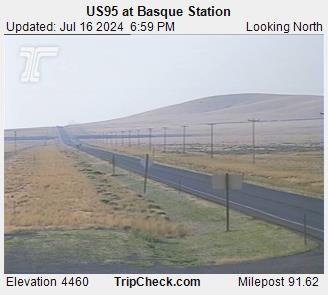 US95 at Basque Station
Updated: Jul 16 2024 6:59 PM Looking North
Elevation 4460 TripCheck.com Milepost 91.62